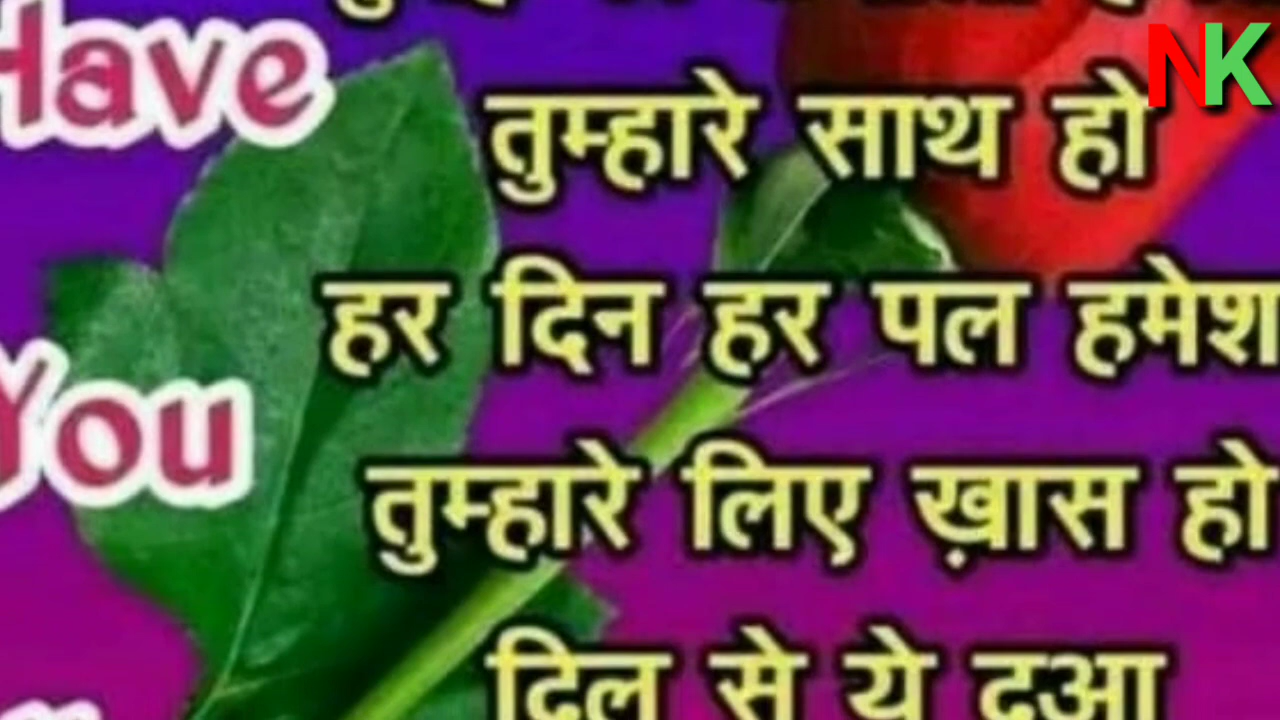 Have
NK
तुम्हारे साथ हो
हर दिन हर पल हमेश
You
तुम्हारे लिए ख़ास हो
दिल से ये दुआ